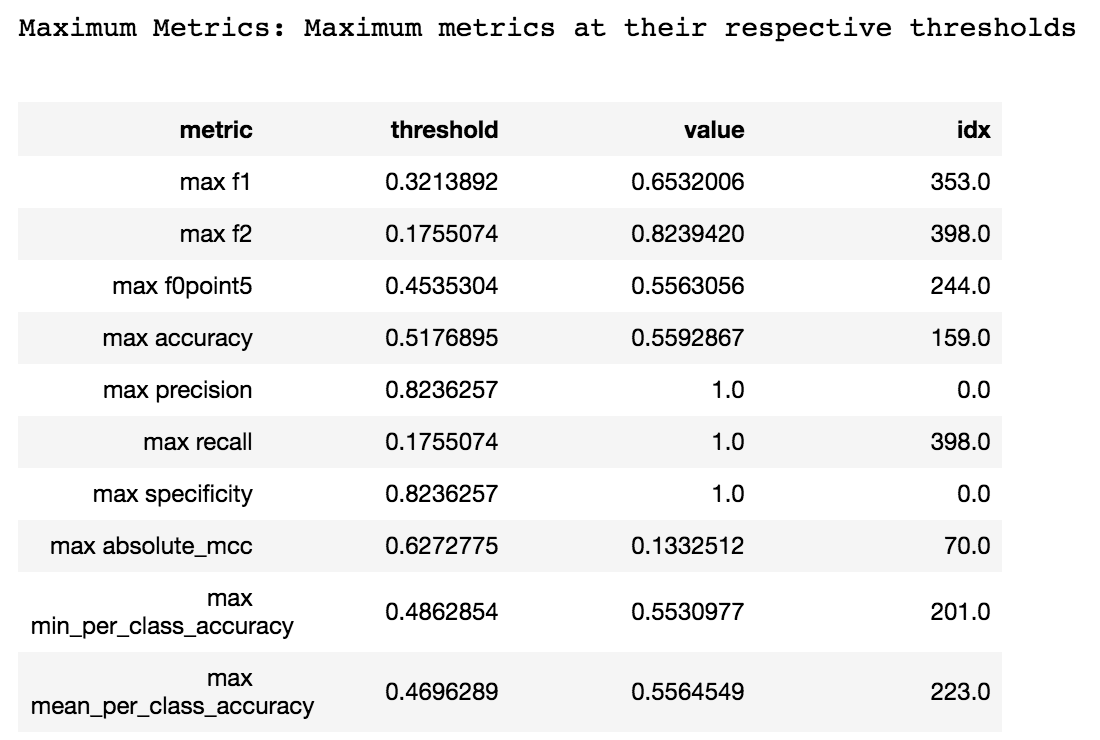 Maximum Metrics: Maximum metrics at their respective thresholds
metric threshold value idx
max f1 0.3213892 0.6532006 353.0
max f2 0.1755074 0.8239420 398.0
max f0point5 0.4535304 0.5563056 244.0
max accuracy 0.5176895 0.5592867 159.0
max precision 0.8236257 1.0 0.0
max recall 0.1755074 1.0 398.0
max specificity 0.8236257 1.0 0.0
max absolute_mcc 0.6272775 0.1332512 70.0
max
min_per_class_accuracy 0.4862854 0.5530977 201.0
max
mean_per_class_accuracy 0.4696289 0.5564549 223.0